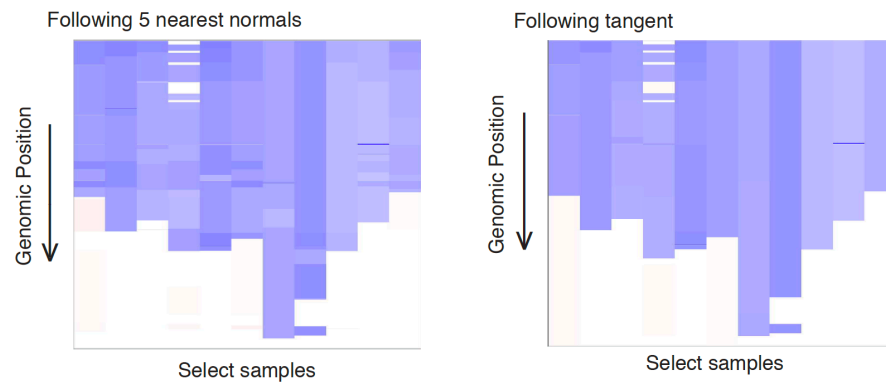 Following 5 nearest normals
Following tangent
Genomic Position
Genomic Position
Select samples
Select samples